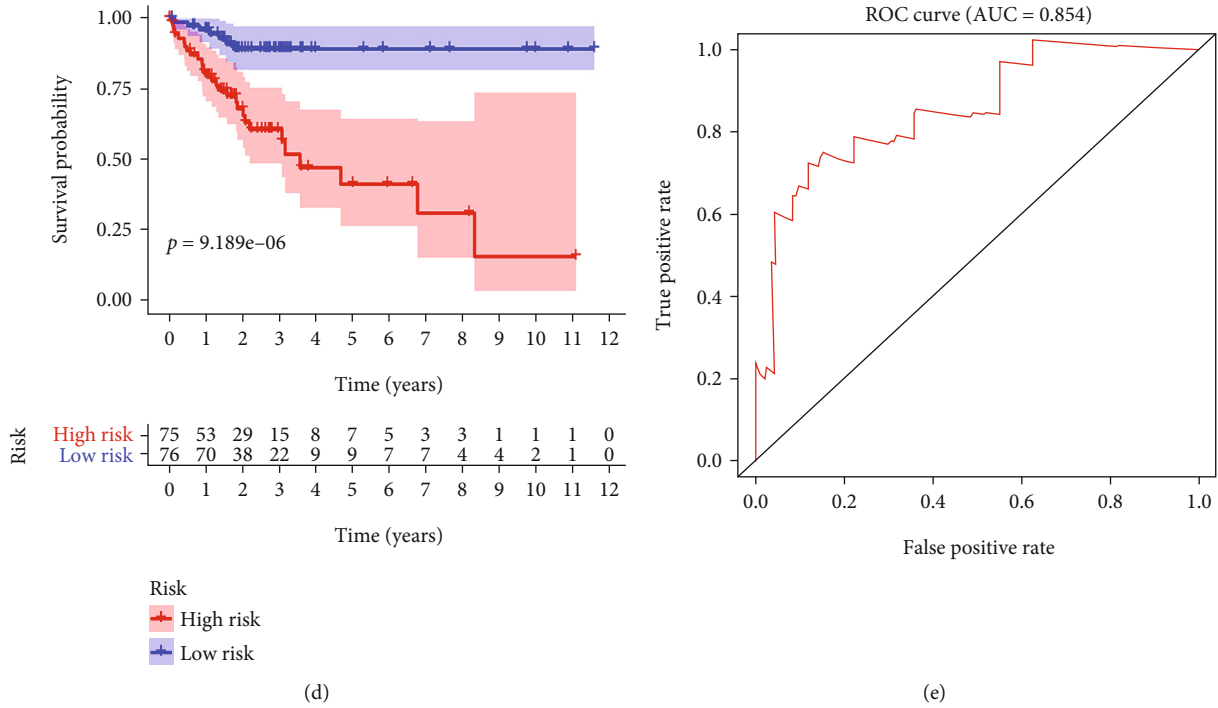 1.00
0.75
0.50
0.25
0.00
Survival probability
p = 9.189e–06
0 1 2 3 4 5 6 7 8 9 10 11 12
Time (years)
Risk
High risk 75 53 29 15 8 7 5 3 3 1 1 1 0
Low risk 76 70 38 22 9 9 7 7 4 4 2 1 0
0 1 2 3 4 5 6 7 8 9 10 11 12
Time (years)
Risk
High risk
Low risk
(d)
ROC curve (AUC = 0.854)
1.0
0.8
0.6
0.4
0.2
0.0
True positive rate
0.0 0.2 0.4 0.6 0.8 1.0
False positive rate
(e)